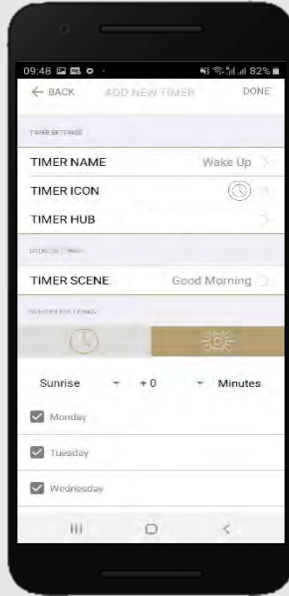 09:48 82%
BACK ADD NEW TIMER DONE
TIMER SETTINGS
TIMER NAME Wake Up
TIMER ICON
TIMER HUB
TIMER SCENE Good Morning
Sunrise + 0 Minutes
Monday
Tuesday
Wednesday